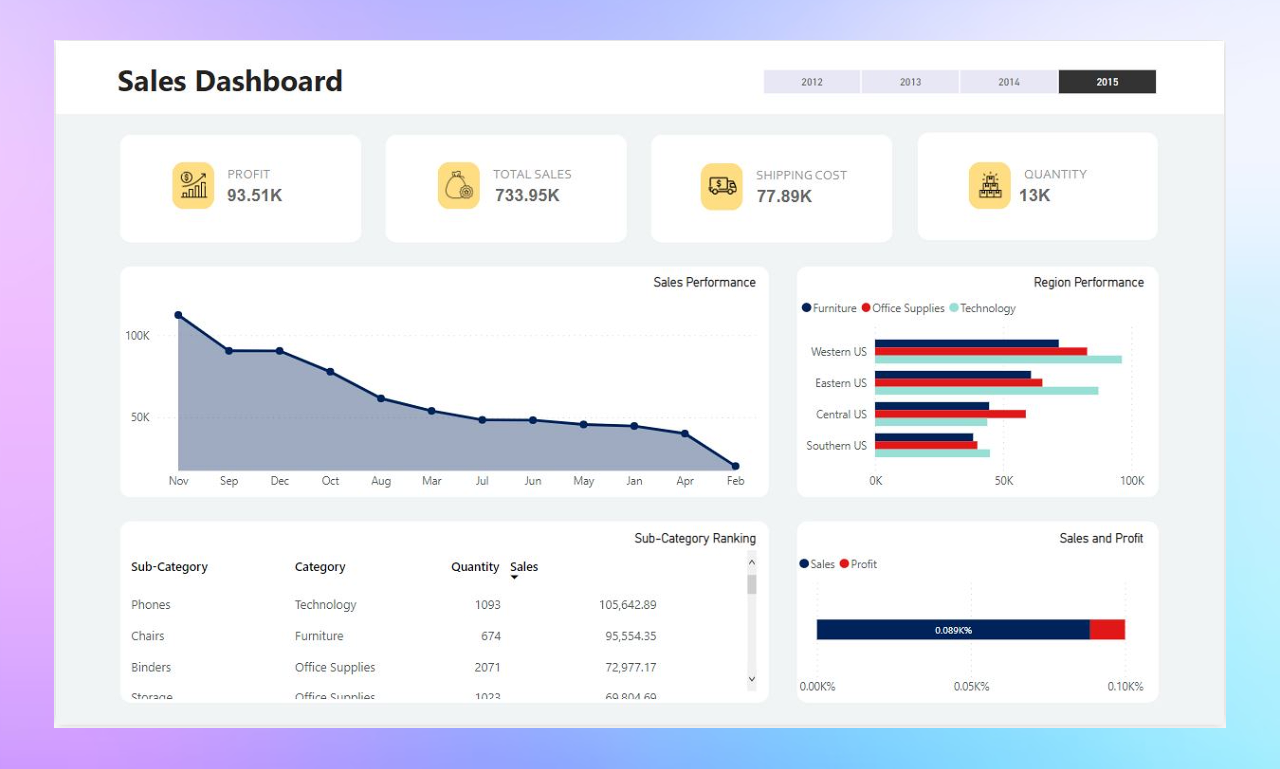 Sales Dashboard
2012 2013 2014 2015
PROFIT
93.51K
TOTAL SALES
733.95K
SHIPPING COST
77.89K
QUANTITY
13K
Sales Performance
100K
50K
Nov Sep Dec Oct Aug Mar Jul Jun May Jan Apr Feb
Region Performance
Furniture Office Supplies Technology
Western US
Eastern US
Central US
Southern US
0K 50K 100K
Sub-Category Ranking
Sub-Category Category Quantity Sales
Phones Technology 1093 105,642.89
Chairs Furniture 674 95,554.35
Binders Office Supplies 2071 72,977.17
Storage Office Supplies 1023 69,804.69
Sales and Profit
Sales Profit
0.089K%
0.00K% 0.05K% 0.10K%